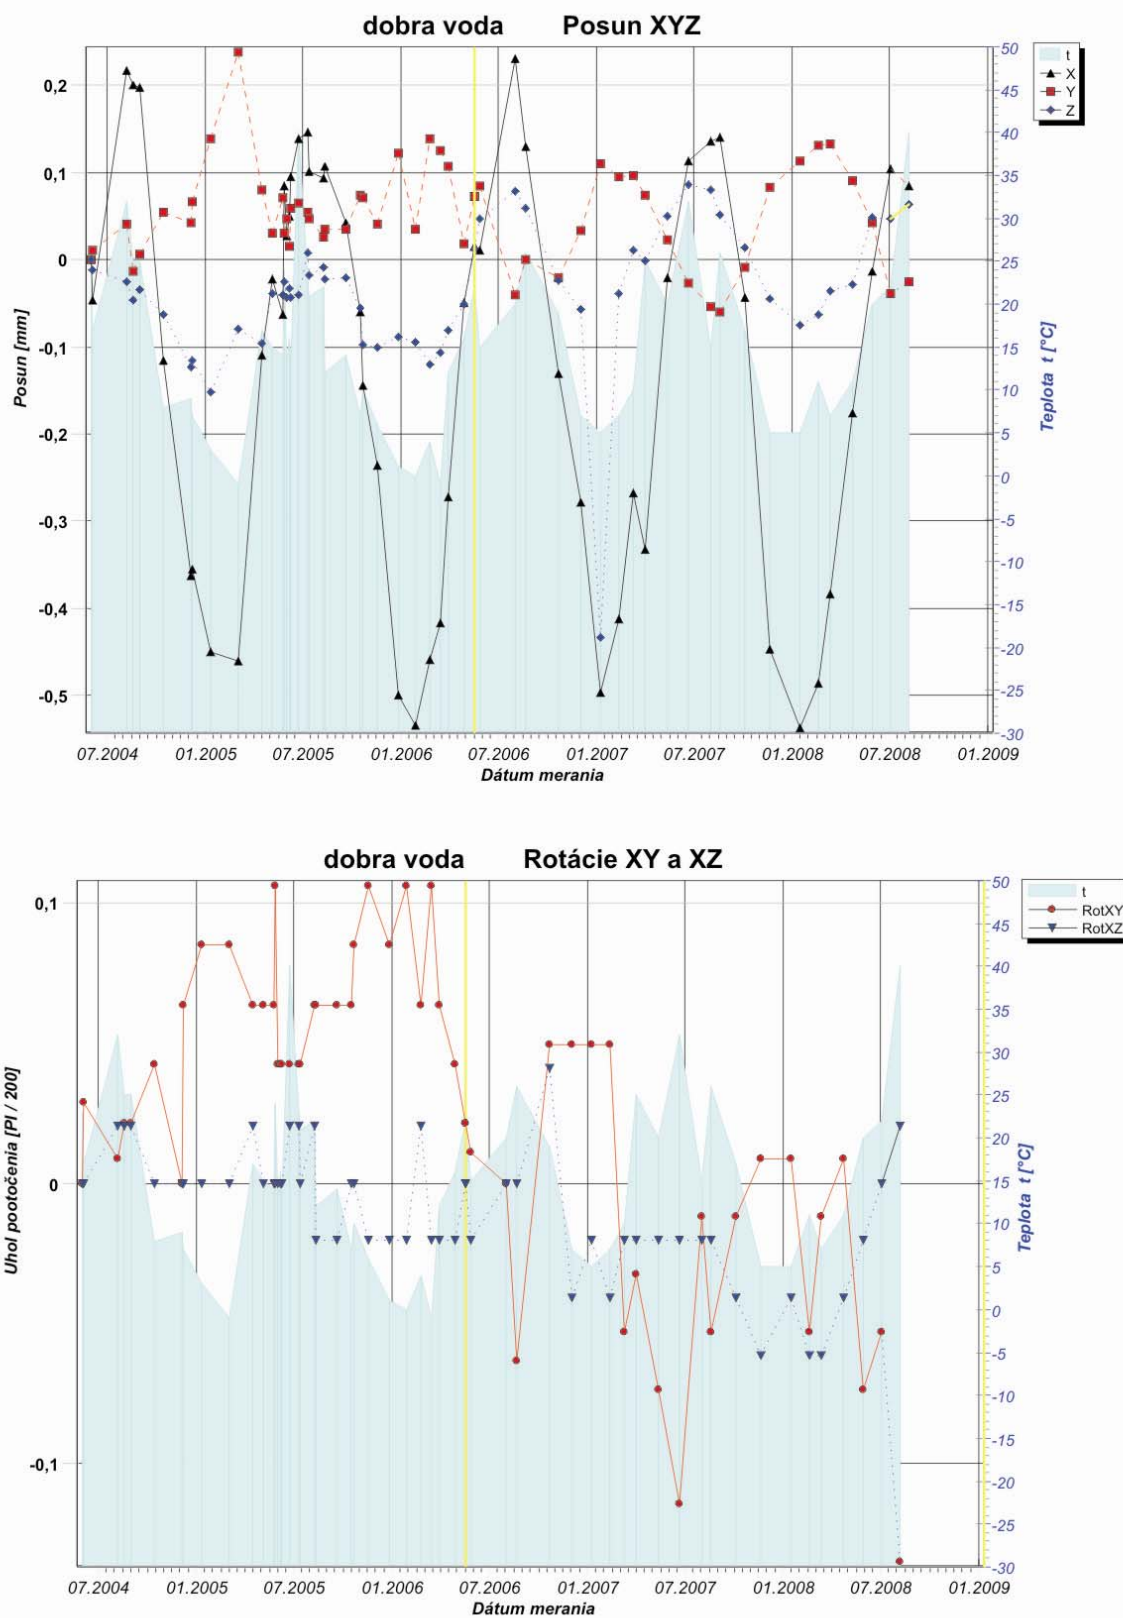 dobra voda Posun XYZ
t
X
Y
Z
0,2
0,1
0
-0,1
-0,2
-0,3
-0,4
-0,5
Posun [mm]
50
45
40
35
30
25
20
15
10
5
0
-5
-10
-15
-20
-25
-30
Teplota t [°C]
07.2004 01.2005 07.2005 01.2006 07.2006 01.2007 07.2007 01.2008 07.2008 01.2009
Dátum merania
dobra voda Rotácie XY a XZ
t
RotXY
RotXZ
0,1
0
-0,1
Uhol pootočenia [PI / 200]
50
45
40
35
30
25
20
15
10
5
0
-5
-10
-15
-20
-25
-30
Teplota t [°C]
07.2004 01.2005 07.2005 01.2006 07.2006 01.2007 07.2007 01.2008 07.2008 01.2009
Dátum merania